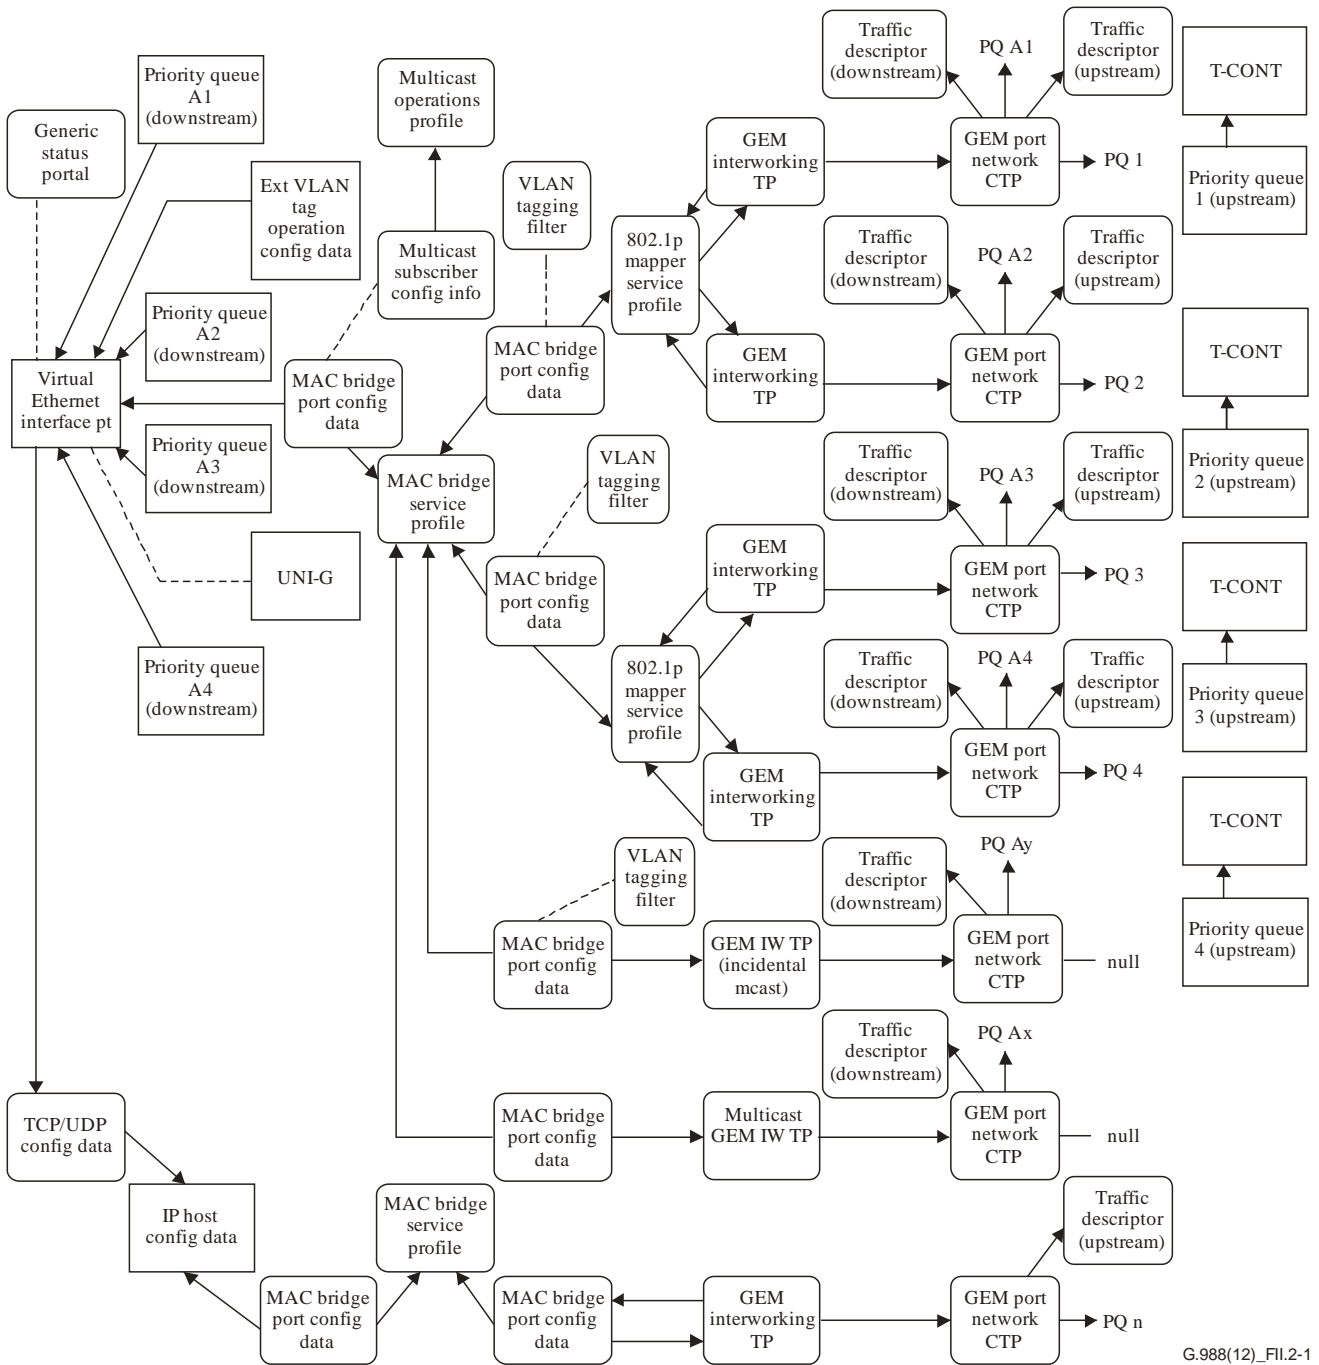 Traffic
descriptor
(downstream)
PQ A1
Traffic
descriptor
(upstream)
T-CONT
Priority queue
A1
(downstream)
Multicast
operations
profile
Generic
status
portal
GEM
interworking
TP
GEM port
network
CTP
PQ 1
Priority queue
1 (upstream)
Ext VLAN
tag
operation
config data
VLAN
tagging
filter
Multicast
subscriber
config info
802.1p
mapper
service
profile
Traffic
descriptor
(downstream)
PQ A2
Traffic
descriptor
(upstream)
Priority queue
A2
(downstream)
MAC bridge
port config
data
GEM
interworking
TP
GEM port
network
CTP
PQ 2
T-CONT
Virtual
Ethernet
interface pt
MAC bridge
port config
data
Priority queue
A3
(downstream)
MAC bridge
service
profile
VLAN
tagging
filter
Traffic
descriptor
(downstream)
PQ A3
Traffic
descriptor
(upstream)
Priority queue
2 (upstream)
UNI-G
MAC bridge
port config
data
GEM
interworking
TP
GEM port
network
CTP
PQ 3
T-CONT
Priority queue
A4
(downstream)
802.1p
mapper
service
profile
Traffic
descriptor
(downstream)
PQ A4
Traffic
descriptor
(upstream)
Priority queue
3 (upstream)
GEM
interworking
TP
GEM port
network
CTP
PQ 4
T-CONT
VLAN
tagging
filter
Traffic
descriptor
(downstream)
PQ Ay
MAC bridge
port config
data
GEM IW TP
(incidental
mcast)
GEM port
network
CTP
null
Priority queue
4 (upstream)
Traffic
descriptor
(downstream)
PQ Ax
TCP/UDP
config data
MAC bridge
port config
data
Multicast
GEM IW TP
GEM port
network
CTP
null
IP host
config data
MAC bridge
service
profile
Traffic
descriptor
(upstream)
MAC bridge
port config
data
MAC bridge
port config
data
GEM
interworking
TP
GEM port
network
CTP
PQ n
G.988(12)_FII.2-1